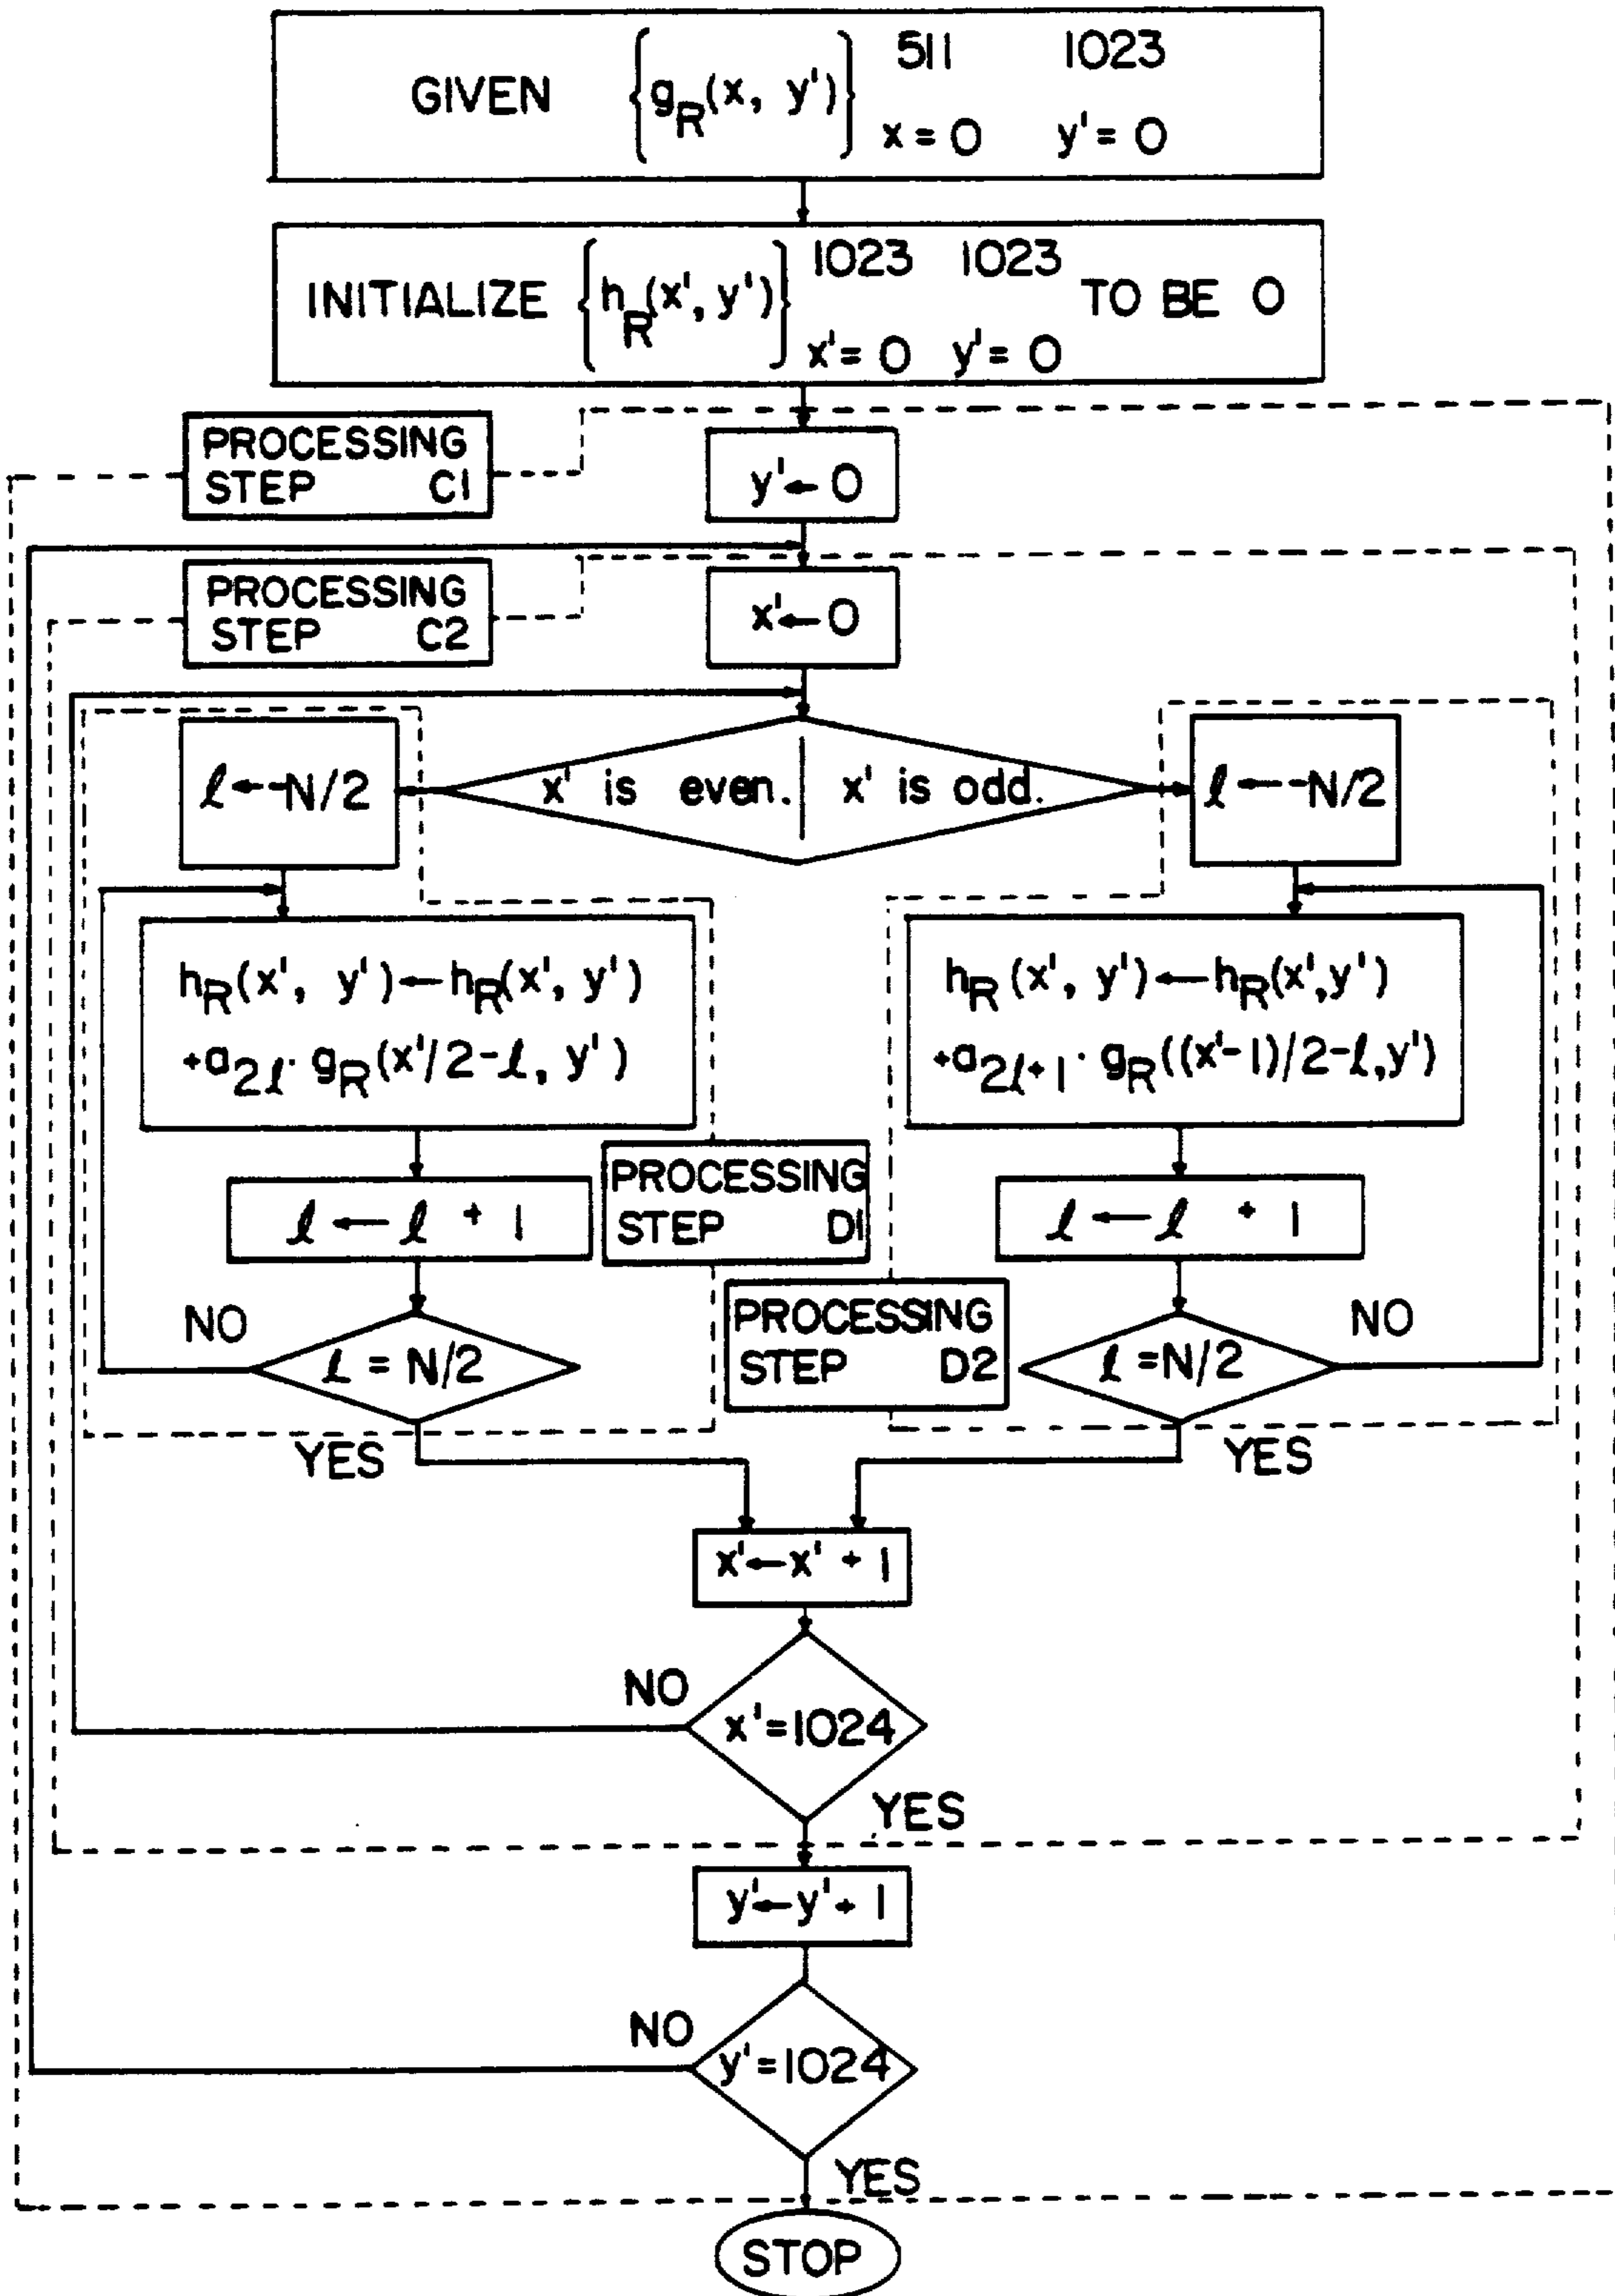 511 1023
GIVEN {g_R(x, y')}
x = 0 y' = 0
1023 1023
INITIALIZE {h_R(x', y')} TO BE 0
x' = 0 y' = 0
PROCESSING
STEP C1
y' ← 0
PROCESSING
STEP C2
x' ← 0
ℓ ← -N/2
x' is even. | x' is odd.
ℓ ← -N/2
h_R(x', y') ← h_R(x', y')
+a_2ℓ · g_R(x'/2-ℓ, y')
h_R(x', y') ← h_R(x', y')
+a_2ℓ+1 · g_R((x'-1)/2-ℓ, y')
ℓ ← ℓ + 1
PROCESSING
STEP D1
ℓ ← ℓ + 1
NO
ℓ = N/2
PROCESSING
STEP D2
ℓ = N/2
NO
YES
YES
x' ← x' + 1
NO
x' = 1024
YES
y' ← y' + 1
NO
y' = 1024
YES
STOP